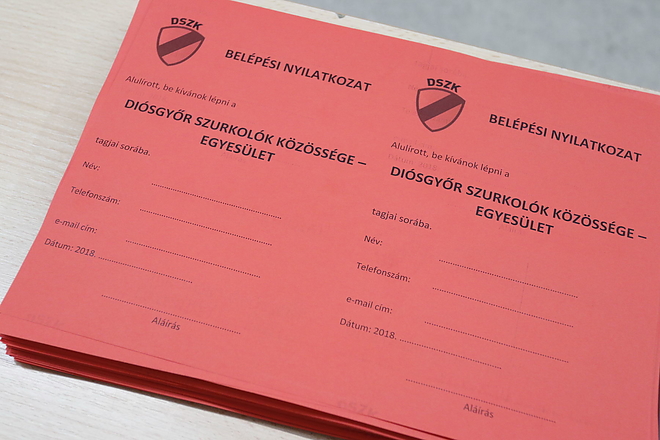 DSZK
BELÉPÉSI NYILATKOZAT
Alulírott, be kívánok lépni a
DIÓSGYŐR SZURKOLÓK KÖZÖSSÉGE –
EGYESÜLET
tagjai sorába.
Név: ........................................
Telefonszám: ........................................
e-mail cím: ........................................
Dátum: 2018. ..............................
........................................
Aláírás
DSZK
BELÉPÉSI NYILATKOZAT
Alulírott, be kívánok lépni a
DIÓSGYŐR SZURKOLÓK KÖZÖSSÉGE –
EGYESÜLET
tagjai sorába.
Név: ........................................
Telefonszám: ........................................
e-mail cím: ........................................
Dátum: 2018. ..............................
........................................
Aláírás